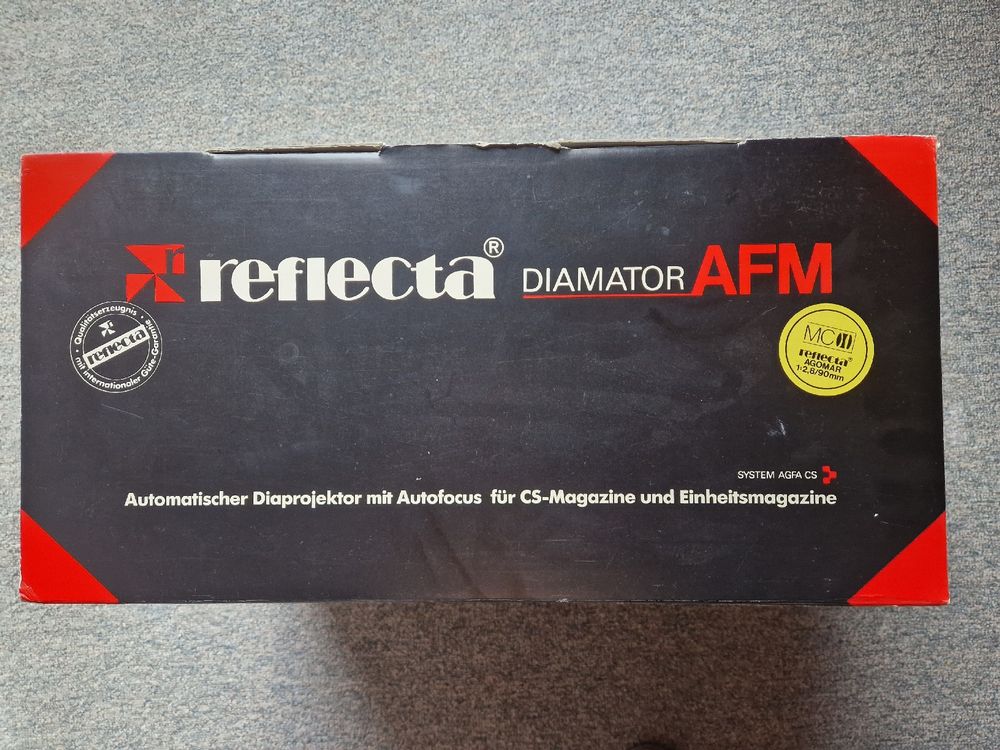 r reflecta® DIAMATOR AFM
Qualitätserzeugnis
reflecta
mit internationaler Güte-Garantie
MC
reflecta®
AGOMAR
1:2,8/90mm
SYSTEM AGFA CS
Automatischer Diaprojektor mit Autofocus für CS-Magazine und Einheitsmagazine